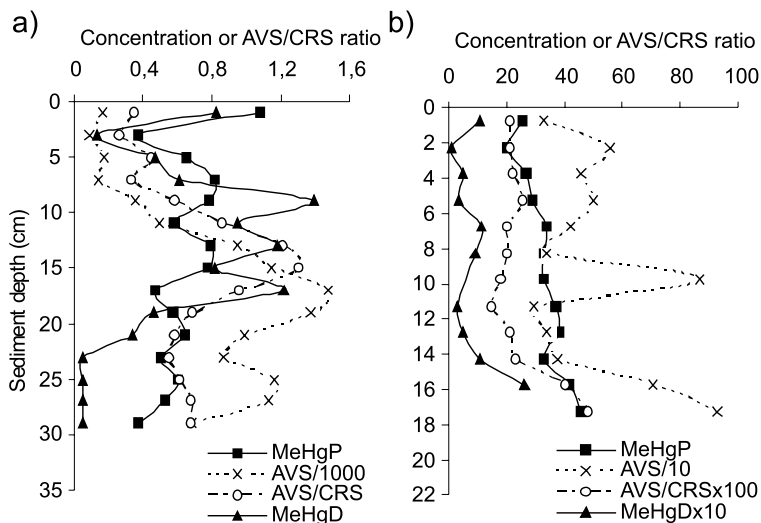 a)
Concentration or AVS/CRS ratio
0 0,4 0,8 1,2 1,6
0
5
10
15
20
25
30
35
Sediment depth (cm)
MeHgP
AVS/1000
AVS/CRS
MeHgD
b)
Concentration or AVS/CRS ratio
0 20 40 60 80 100
0
2
4
6
8
10
12
14
16
18
20
22
MeHgP
AVS/10
AVS/CRSx100
MeHgDx10